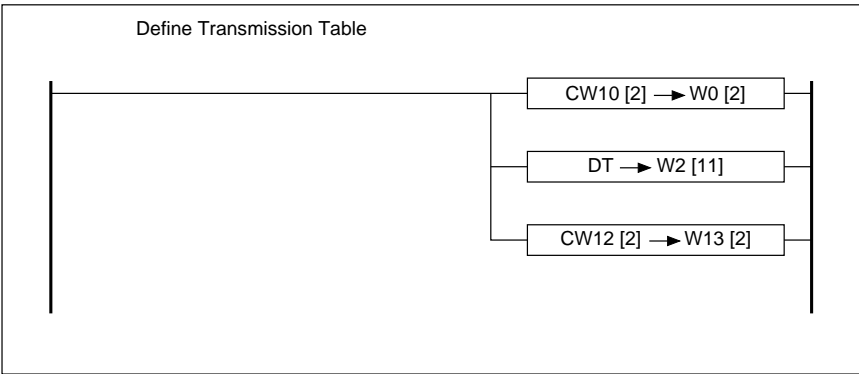 Define Transmission Table
CW10 [2] → W0 [2]
DT → W2 [11]
CW12 [2] → W13 [2]